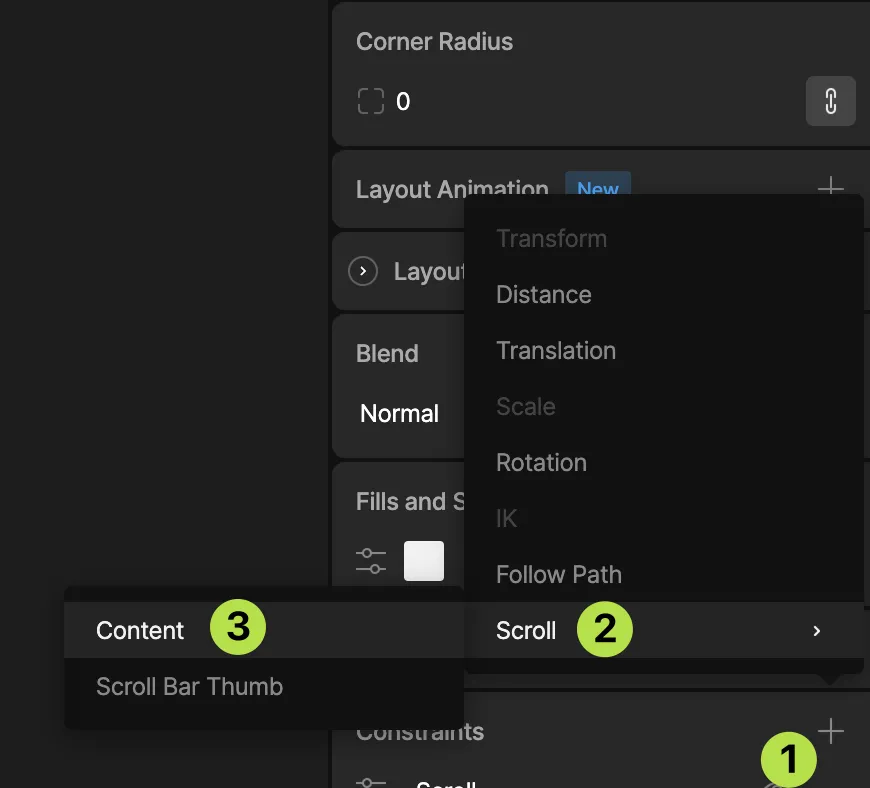 Corner Radius
0
Layout Animation New
Transform
Layout
Distance
Blend
Translation
Normal
Scale
Rotation
Fills and S
IK
Follow Path
Content 3
Scroll 2
Scroll Bar Thumb
Constraints
1
Scroll